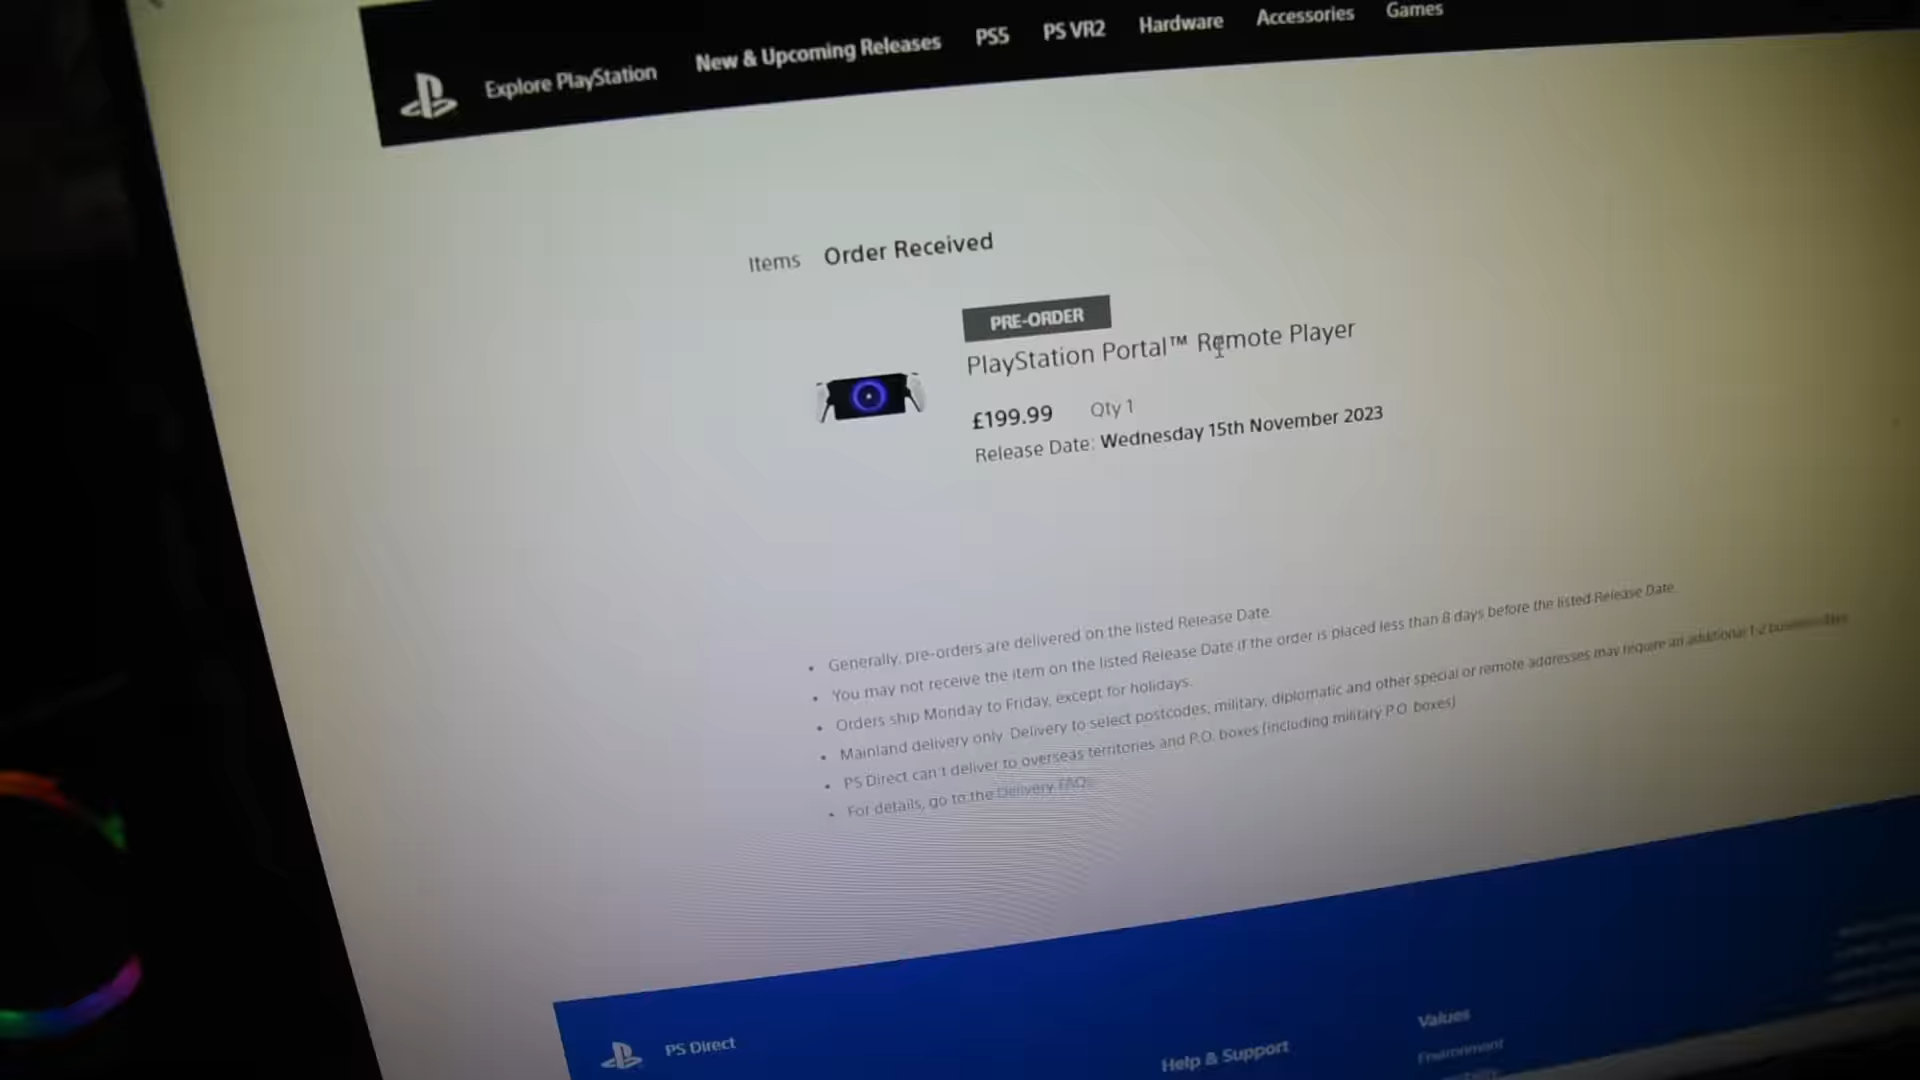 Explore PlayStation New & Upcoming Releases PS5 PS VR2 Hardware Accessories Games
Items Order Received
PRE-ORDER
PlayStation Portal™ Remote Player
£199.99 Qty 1
Release Date: Wednesday 15th November 2023
• Generally, pre-orders are delivered on the listed Release Date.
• You may not receive the item on the listed Release Date if the order is placed less than 8 days before the listed Release Date.
• Orders ship Monday to Friday, except for holidays.
• Mainland delivery only. Delivery to select postcodes, military, diplomatic and other special or remote addresses may require an additional 1-2 business days
• PS Direct can't deliver to overseas territories and P.O. boxes (including military P.O. boxes)
• For details, go to the Delivery FAQs
PS Direct
Help & Support
Values
Environment